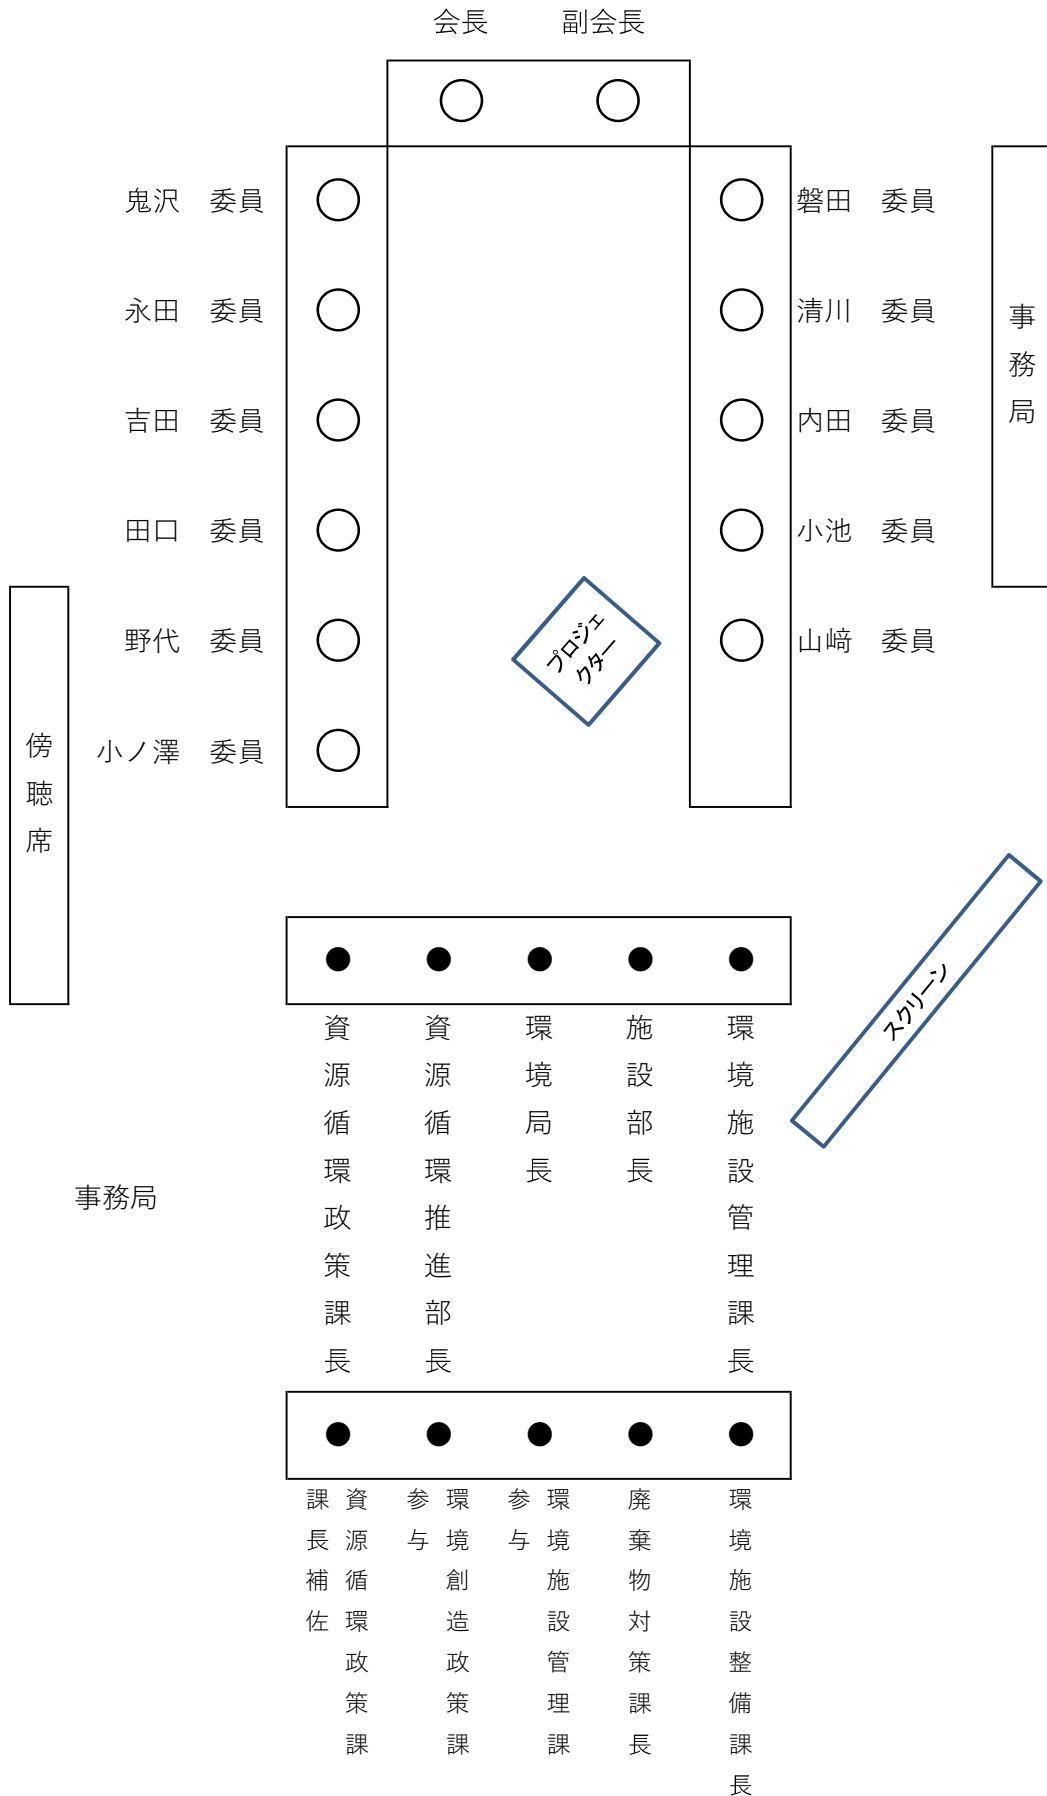 会長　副会長
鬼沢　委員
磐田　委員
永田　委員
清川　委員
吉田　委員
内田　委員
田口　委員
小池　委員
野代　委員
山﨑　委員
小ノ澤　委員
事務局
傍聴席
プロジェ
クター
スクリーン
資源循環政策課長
資源循環推進部長
環境局長
施設部長
環境施設管理課長
事務局
資源循環政策課
課長補佐
環境創造政策課
参与
環境施設管理課
参与
廃棄物対策課長
環境施設整備課長